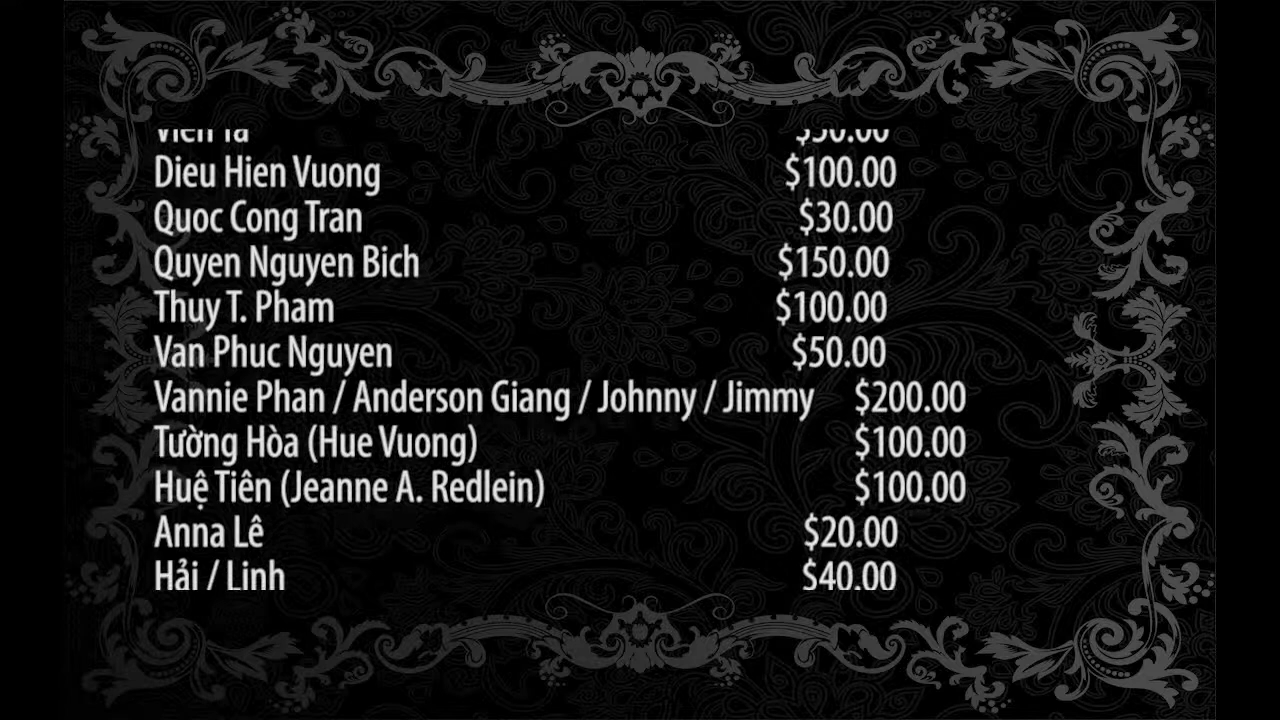 Dieu Hien Vuong $100.00
Quoc Cong Tran $30.00
Quyen Nguyen Bich $150.00
Thuy T. Pham $100.00
Van Phuc Nguyen $50.00
Vannie Phan / Anderson Giang / Johnny / Jimmy $200.00
Tường Hòa (Hue Vuong) $100.00
Huệ Tiên (Jeanne A. Redlein) $100.00
Anna Lê $20.00
Hải / Linh $40.00